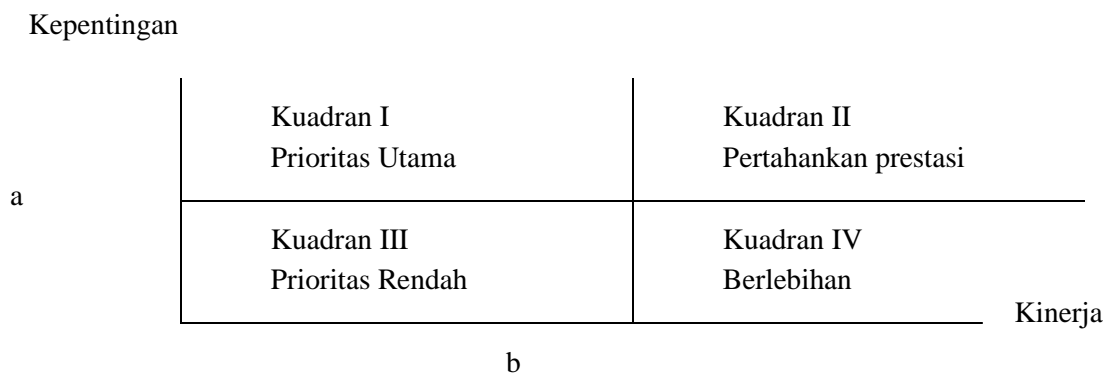 Kepentingan
Kuadran I
Prioritas Utama
Kuadran II
Pertahankan prestasi
a
Kuadran III
Prioritas Rendah
Kuadran IV
Berlebihan
Kinerja
b